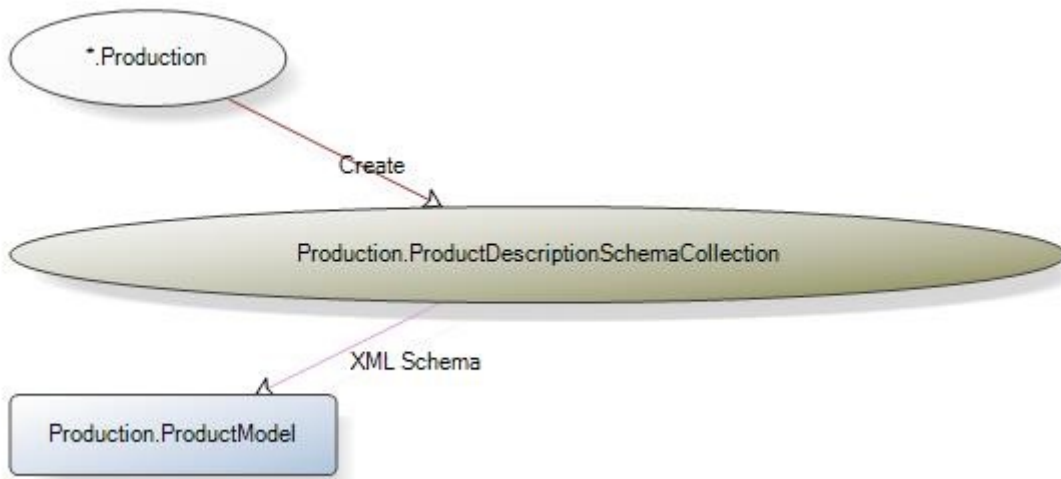 *.Production
Create
Production.ProductDescriptionSchemaCollection
XML Schema
Production.ProductModel